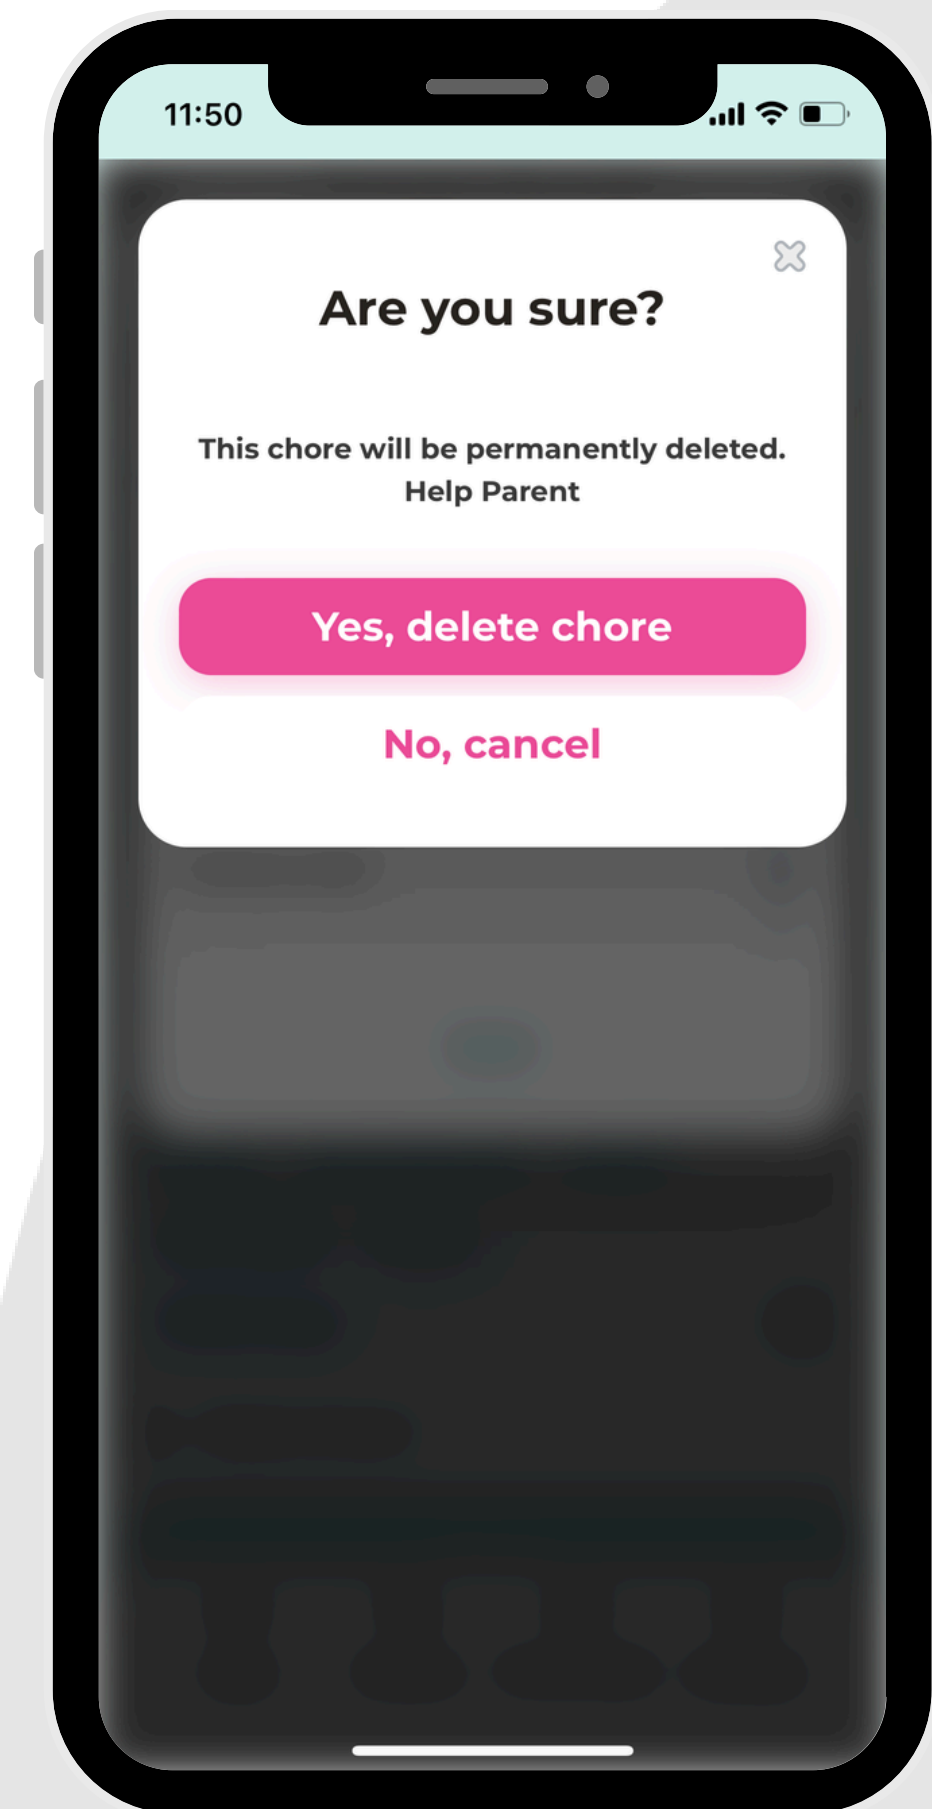 11:50
Are you sure?
This chore will be permanently deleted.
Help Parent
Yes, delete chore
No, cancel